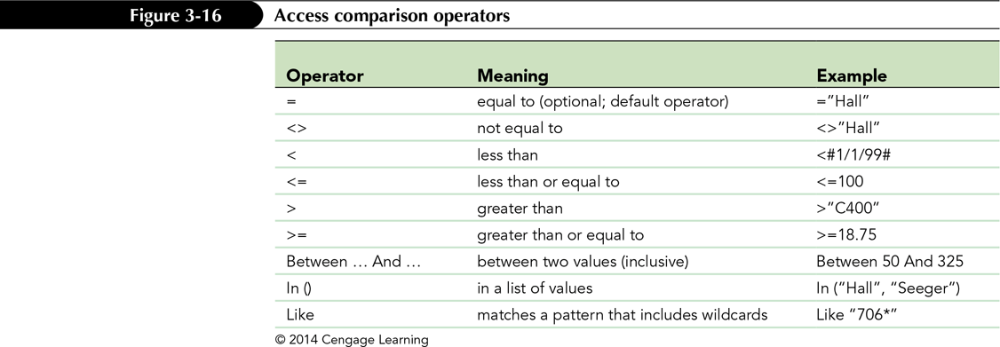 Figure 3-16 Access comparison operators
Operator Meaning Example
= equal to (optional; default operator) =”Hall”
<> not equal to <>”Hall”
< less than <#1/1/99#
<= less than or equal to <=100
> greater than >”C400”
>= greater than or equal to >=18.75
Between … And … between two values (inclusive) Between 50 And 325
In () in a list of values In (“Hall”, “Seeger”)
Like matches a pattern that includes wildcards Like “706*”
© 2014 Cengage Learning